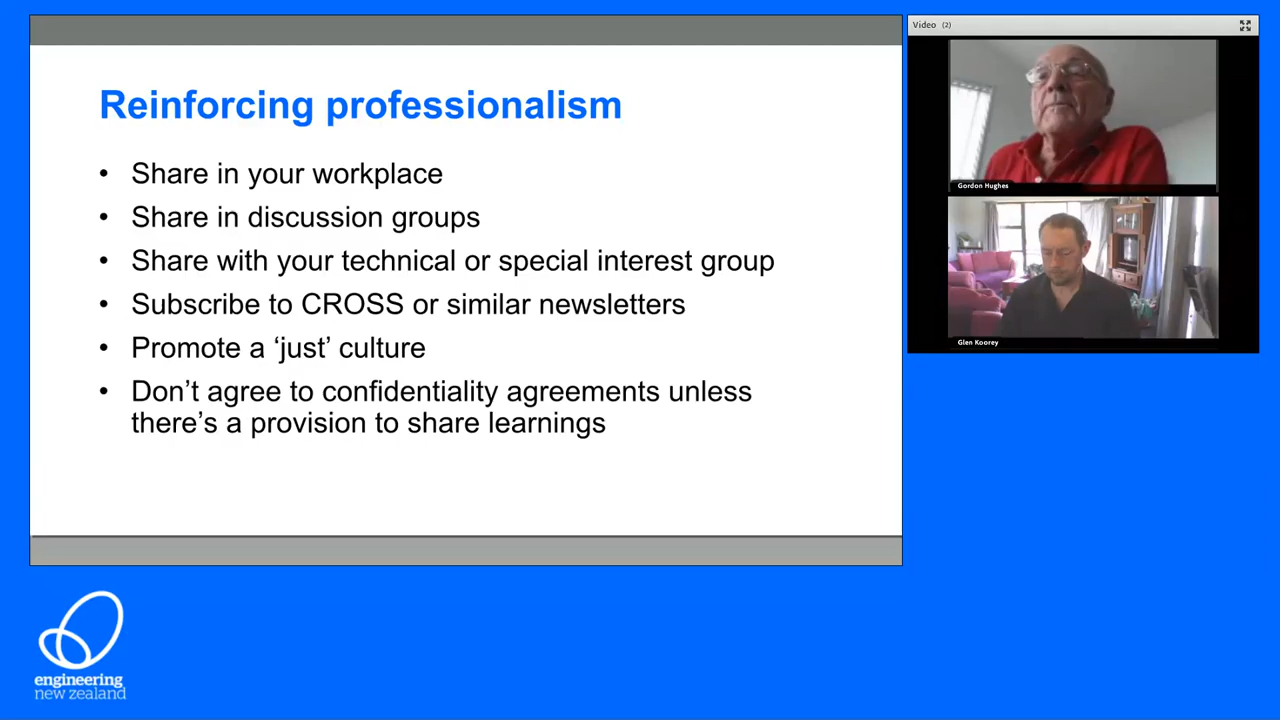 Reinforcing professionalism
• Share in your workplace
• Share in discussion groups
• Share with your technical or special interest group
• Subscribe to CROSS or similar newsletters
• Promote a ‘just’ culture
• Don’t agree to confidentiality agreements unless
there’s a provision to share learnings
Video (2)
Gordon Hughes
Glen Koorey
engineering
new zealand